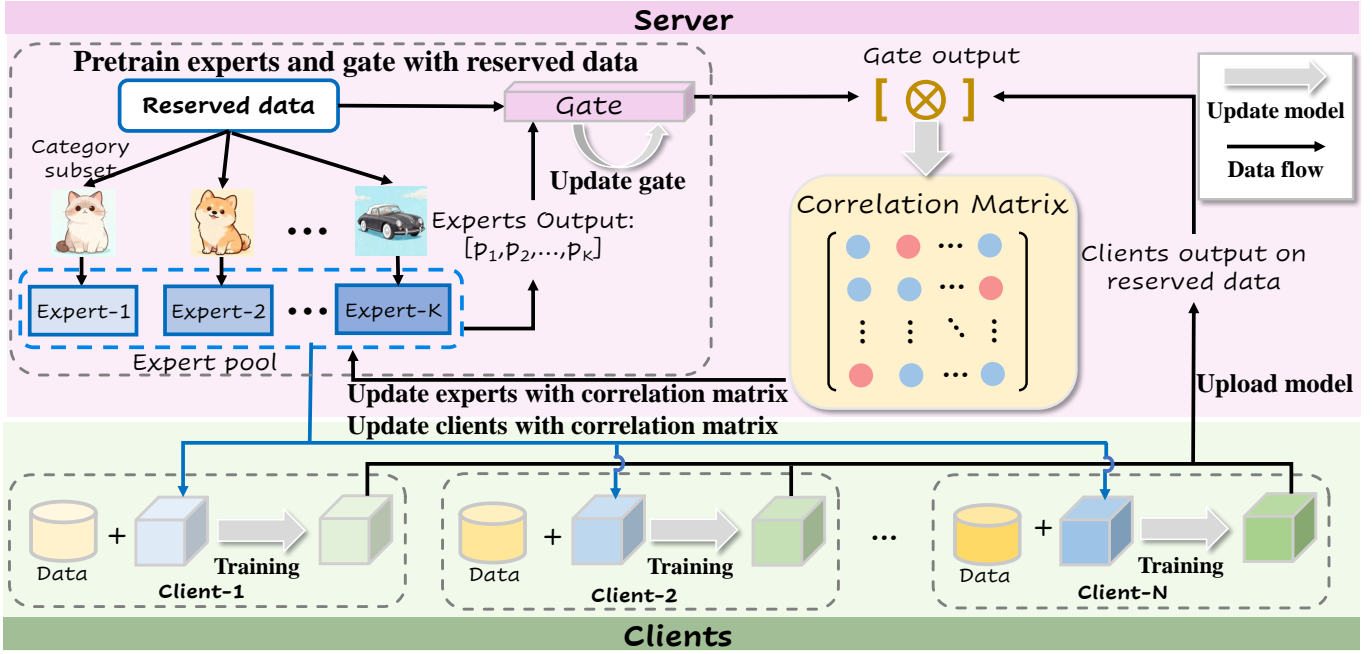 Server
Pretrain experts and gate with reserved data
Reserved data
Gate
Gate output
[ ⊗ ]
Update model
Data flow
Category
subset
Update gate
Experts Output:
[p₁,p₂,...,pₖ]
...
Expert-1
Expert-2
...
Expert-K
Expert pool
Correlation Matrix
Clients output on
reserved data
Update experts with correlation matrix
Upload model
Update clients with correlation matrix
Data
+
Training
Client-1
Data
+
Training
Client-2
...
Data
+
Training
Client-N
Clients